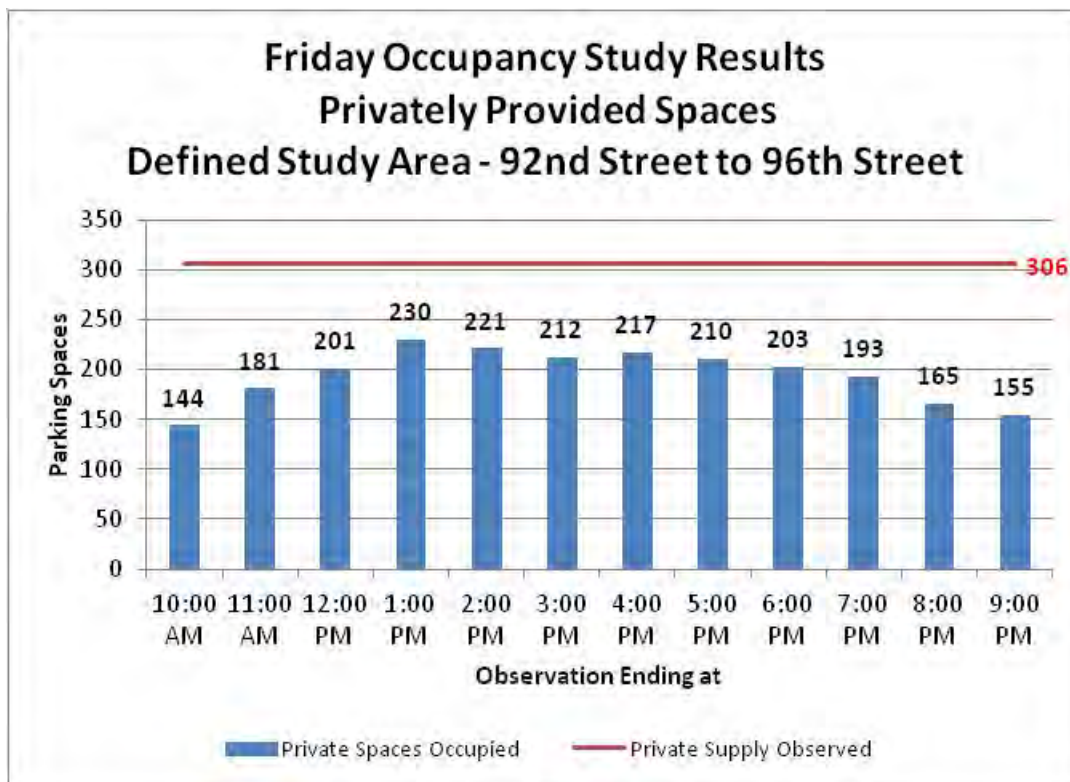 Friday Occupancy Study Results
Privately Provided Spaces
Defined Study Area - 92nd Street to 96th Street
350
300
250
200
150
100
50
0
Parking Spaces
306
144
181
201
230
221
212
217
210
203
193
165
155
10:00 11:00 12:00 1:00 2:00 3:00 4:00 5:00 6:00 7:00 8:00 9:00
AM AM PM PM PM PM PM PM PM PM PM PM
Observation Ending at
Private Spaces Occupied Private Supply Observed